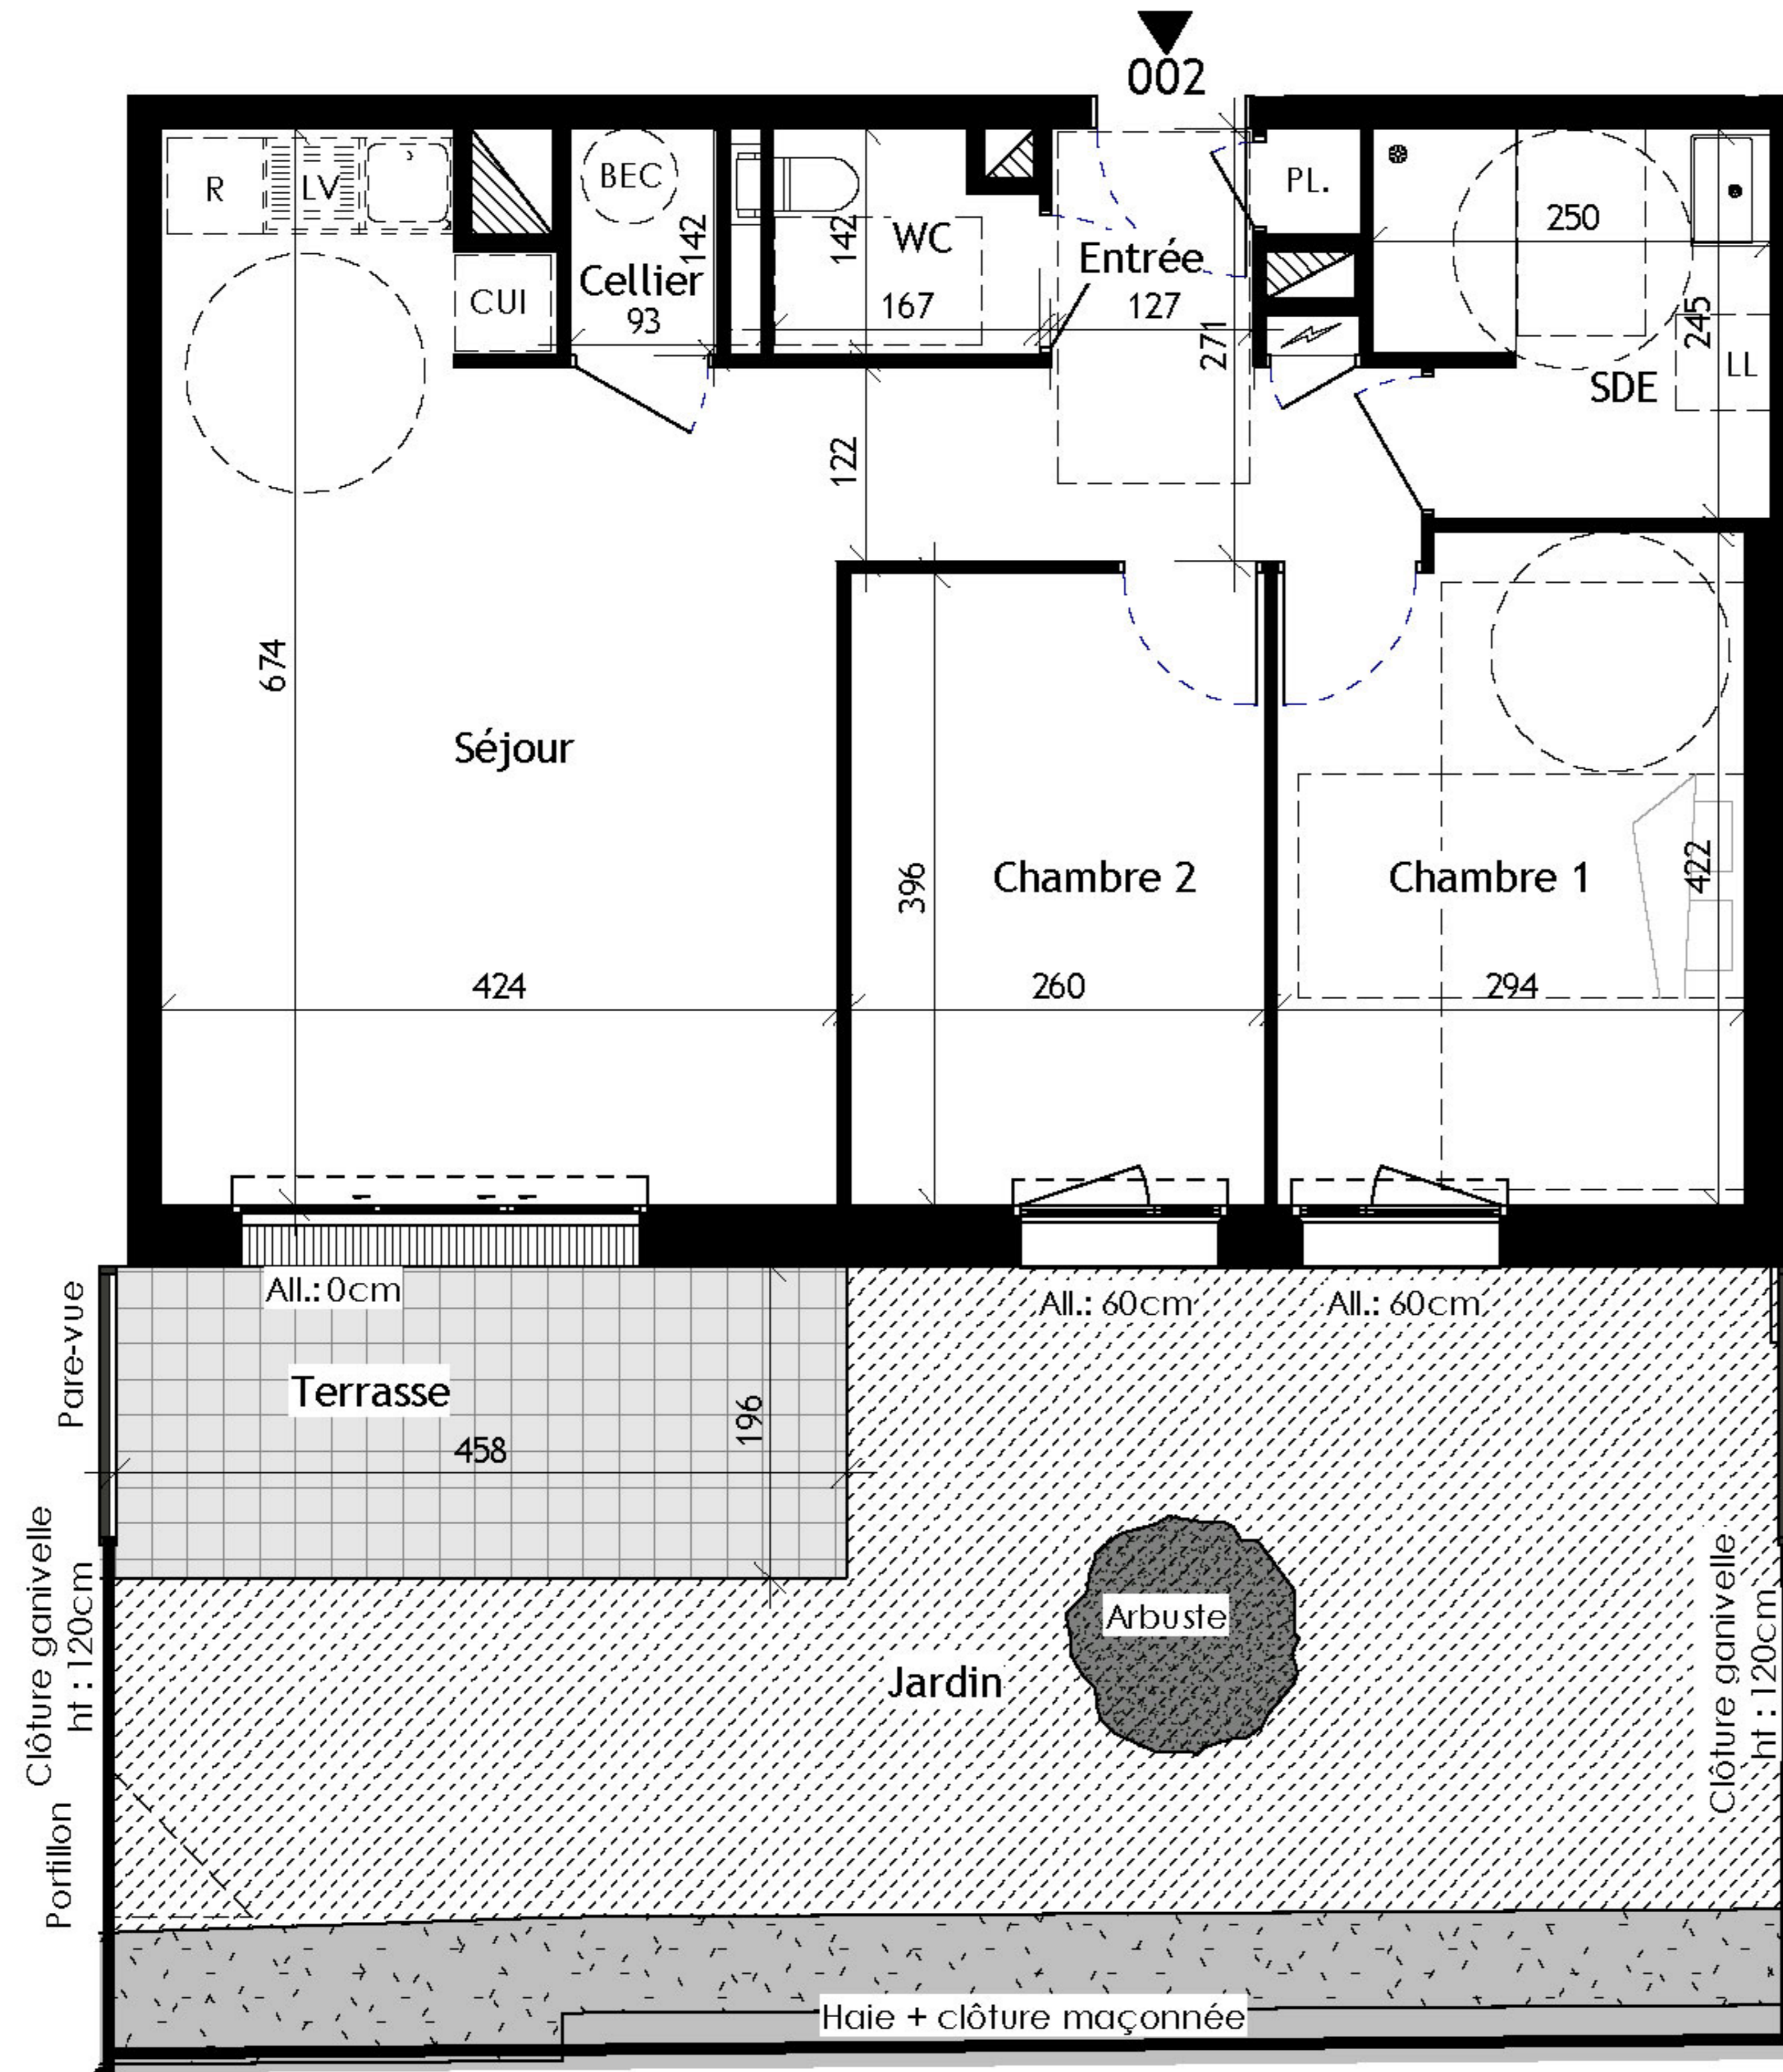 002
R
LV
BEC
142
142
WC
Entrée
PL.
250
CUI
Cellier
93
167
127
271
245
LL
SDE
122
674
Séjour
396
Chambre 2
Chambre 1
422
424
260
294
All.: 0cm
All.: 60cm
All.: 60cm
Pare-vue
Terrasse
196
458
Clôture ganivelle
ht : 120cm
Arbuste
Jardin
Clôture ganivelle
ht : 120cm
Portillon
Haie + clôture maçonnée